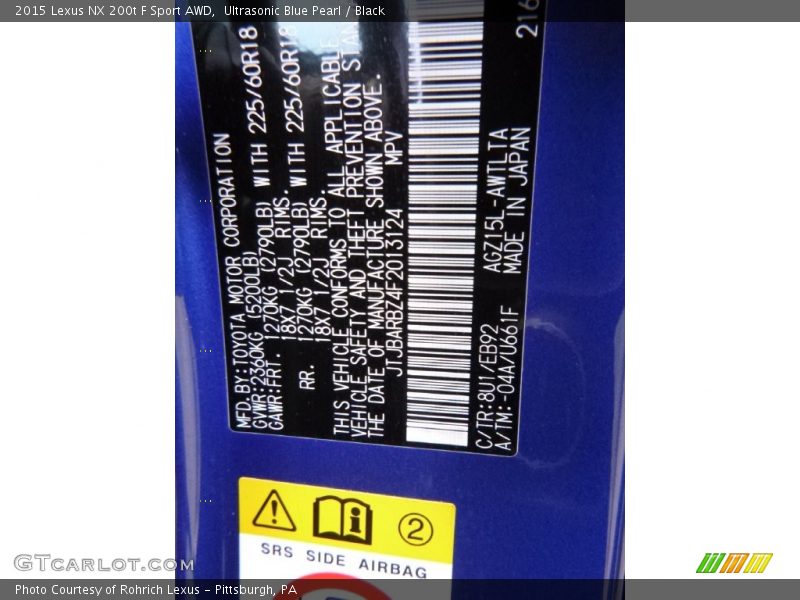 2015 Lexus NX 200t F Sport AWD,  Ultrasonic Blue Pearl / Black
MFD.BY:TOYOTA MOTOR CORPORATION
GVWR:2360KG (5200LB)
GAWR:FRT. 1270KG (2790LB) WITH 225/60R18
18X7 1/2J RIMS.
RR. 1270KG (2790LB) WITH 225/60R18
18X7 1/2J RIMS.
THIS VEHICLE CONFORMS TO ALL APPLICABLE
VEHICLE SAFETY AND THEFT PREVENTION
THE DATE OF MANUFACTURE SHOWN ABOVE.
JTJBARBZ4F2013124 MPV
216
C/TR:8U1/EB92 AGZ15L-AWTLTA
A/TM:-04A/U661F MADE IN JAPAN
2
SRS SIDE AIRBAG
GTCARLOT.COM
Photo Courtesy of Rohrich Lexus - Pittsburgh, PA